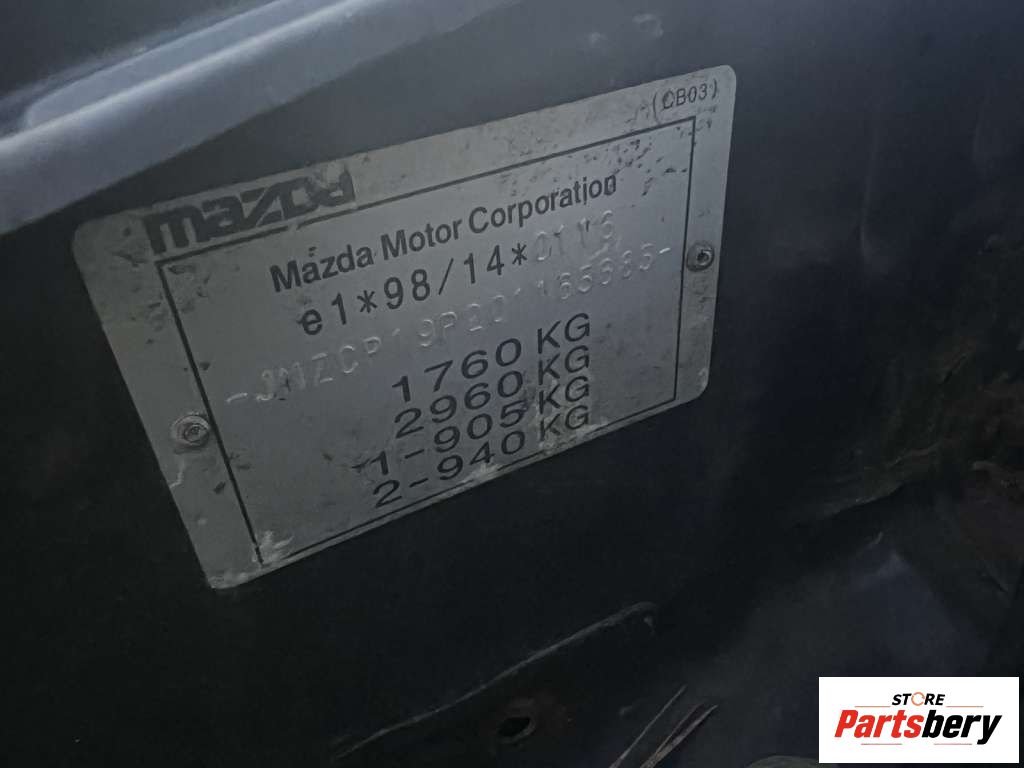 (CB03)
mazda
Mazda Motor Corporation
e1*98/14*
1760 KG
2960 KG
1-905 KG
2-940 KG
STORE
Partsbery